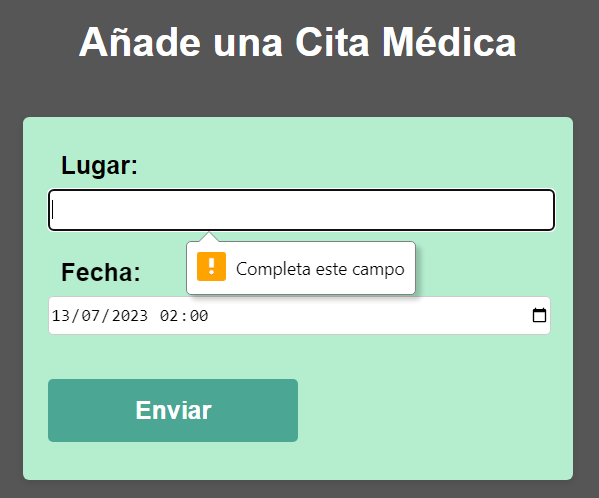 Añade una Cita Médica
Lugar:
Completa este campo
Fecha:
13/07/2023 02:00
Enviar